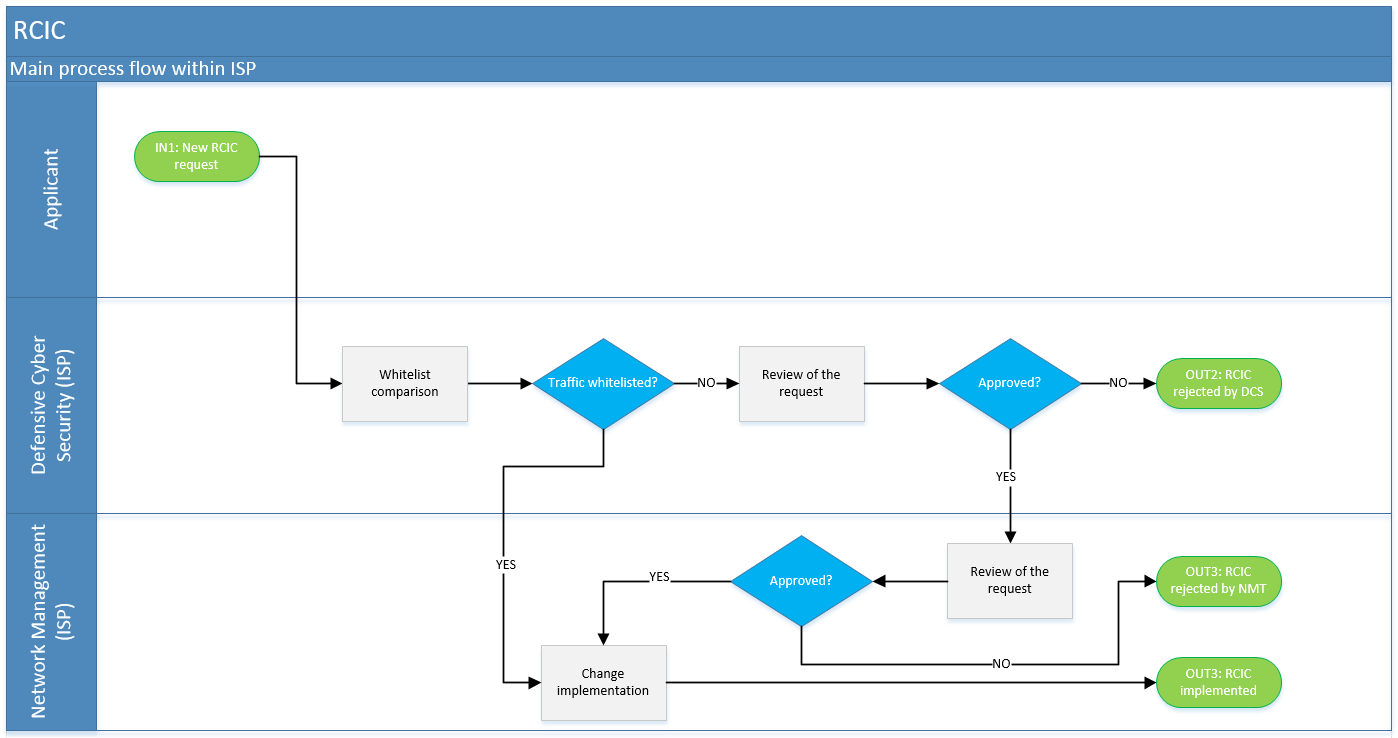 RCIC
Main process flow within ISP
Applicant
IN1: New RCIC
request
Defensive Cyber
Security (ISP)
Whitelist
comparison
Traffic whitelisted?
NO
Review of the
request
Approved?
NO
OUT2: RCIC
rejected by DCS
YES
Network Management
(ISP)
YES
Change
implementation
YES
Approved?
Review of the
request
NO
OUT3: RCIC
rejected by NMT
OUT3: RCIC
implemented